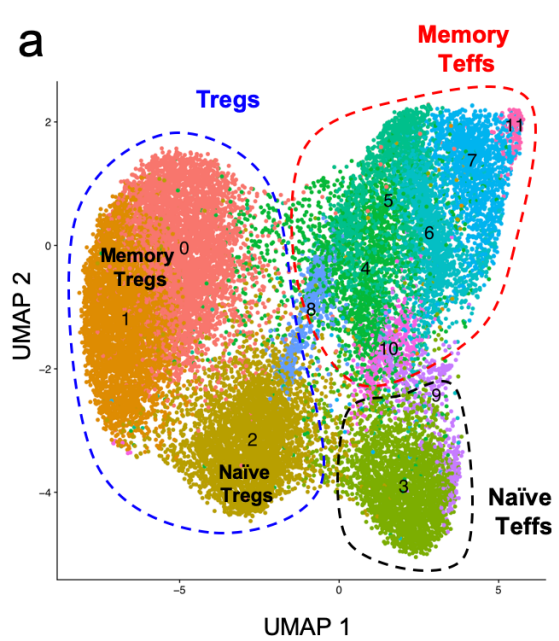 a
Memory
Teffs
Tregs
11
7
5
6
0
Memory
Tregs
4
8
1
10
9
2
Naïve
Tregs
3
Naïve
Teffs
2
0
−2
−4
UMAP 2
−5
0
5
UMAP 1